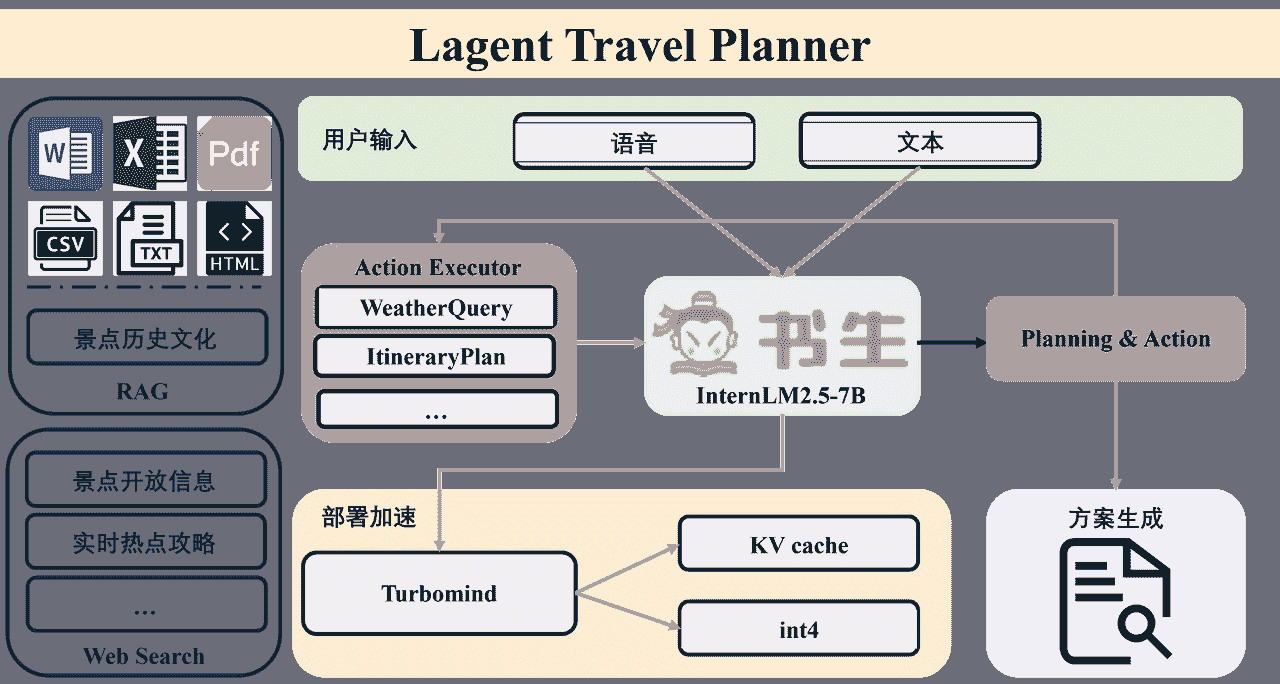 Lagent Travel Planner
W
X
Pdf
CSV
TXT
HTML
景点历史文化
RAG
景点开放信息
实时热点攻略
...
Web Search
用户输入
语音
文本
Action Executor
WeatherQuery
ItineraryPlan
...
书生
InternLM2.5-7B
Planning & Action
部署加速
Turbomind
KV cache
int4
方案生成